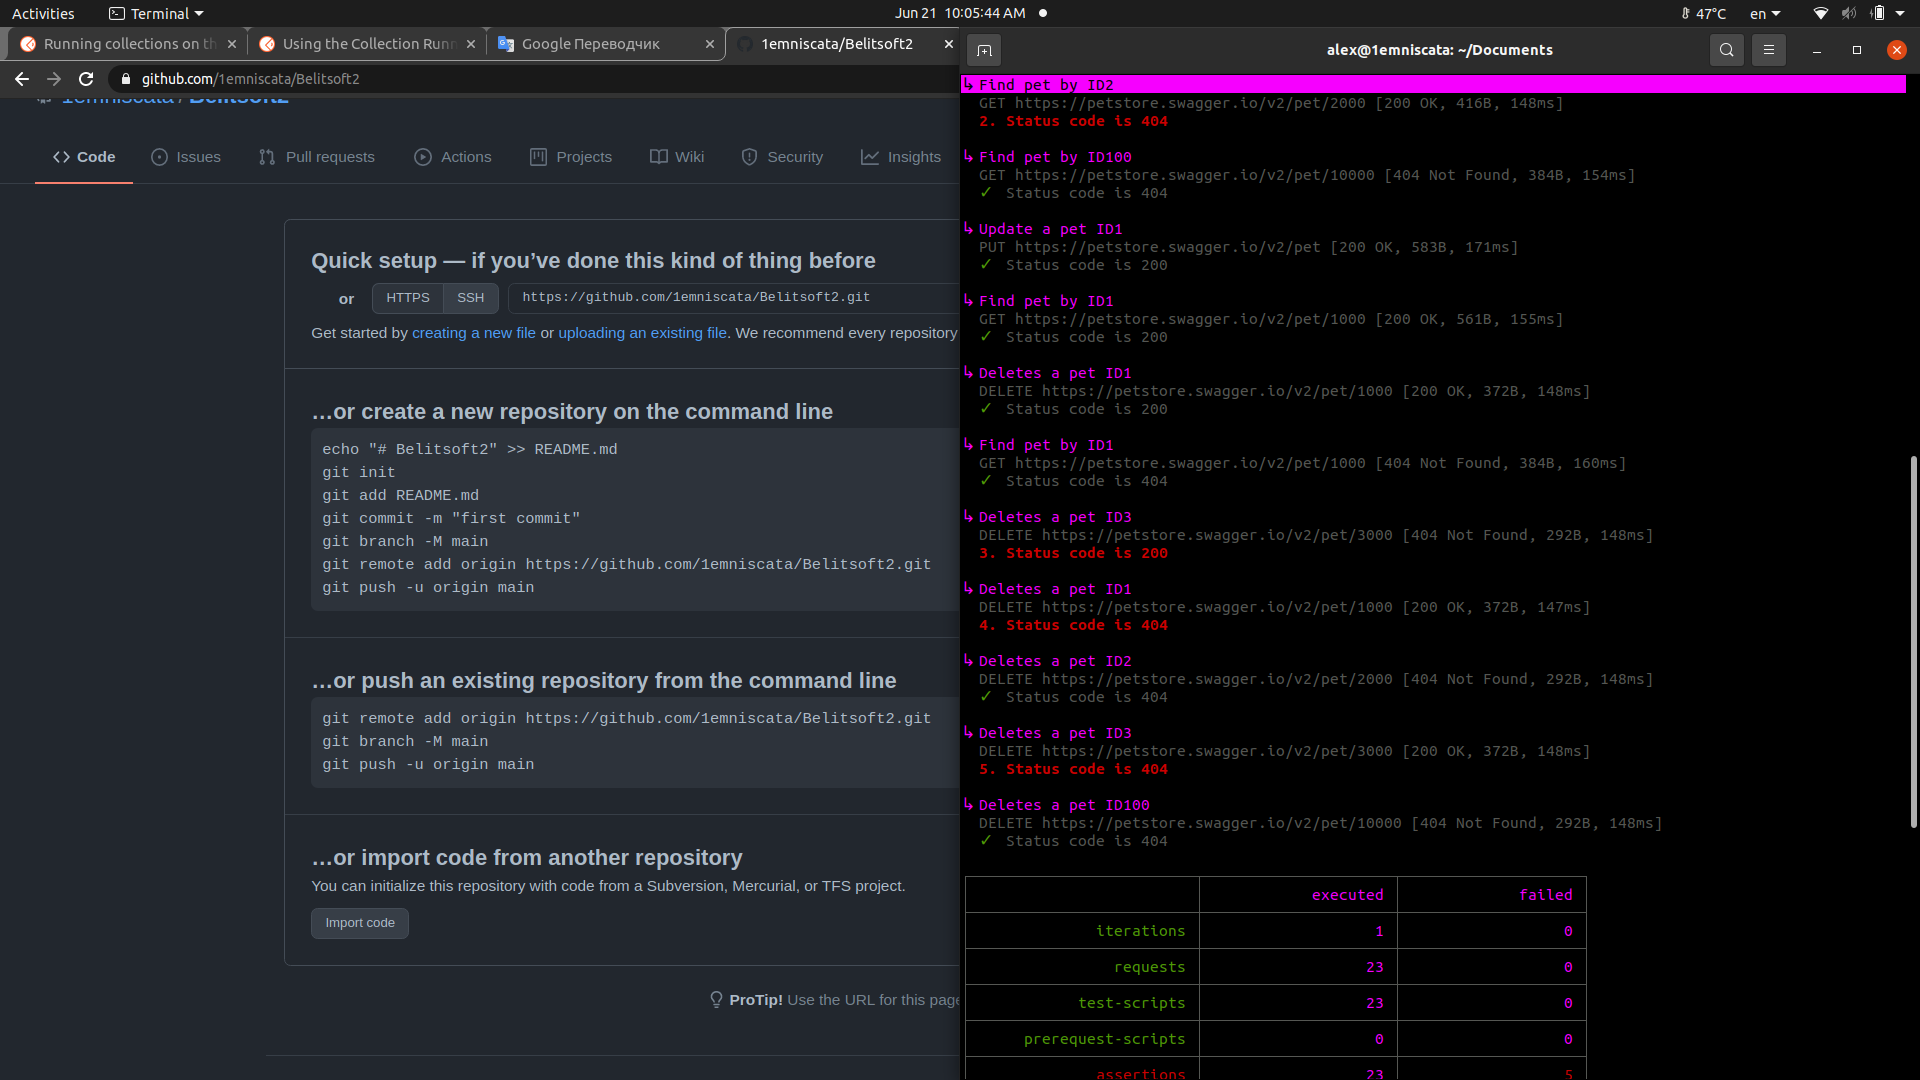 Activities
Terminal
Jun 21 10:05:44 AM
47°C
en
Running collections on th
Using the Collection Runn
Google Переводчик
1emniscata/Belitsoft2
github.com/1emniscata/Belitsoft2
1emniscata / Belitsoft2
Code
Issues
Pull requests
Actions
Projects
Wiki
Security
Insights
Quick setup — if you’ve done this kind of thing before
or
HTTPS
SSH
https://github.com/1emniscata/Belitsoft2.git
Get started by creating a new file or uploading an existing file. We recommend every repository
…or create a new repository on the command line
echo "# Belitsoft2" >> README.md
git init
git add README.md
git commit -m "first commit"
git branch -M main
git remote add origin https://github.com/1emniscata/Belitsoft2.git
git push -u origin main
…or push an existing repository from the command line
git remote add origin https://github.com/1emniscata/Belitsoft2.git
git branch -M main
git push -u origin main
…or import code from another repository
You can initialize this repository with code from a Subversion, Mercurial, or TFS project.
Import code
ProTip! Use the URL for this page
alex@1emniscata: ~/Documents
↳ Find pet by ID2
GET https://petstore.swagger.io/v2/pet/2000 [200 OK, 416B, 148ms]
2. Status code is 404
↳ Find pet by ID100
GET https://petstore.swagger.io/v2/pet/10000 [404 Not Found, 384B, 154ms]
✓ Status code is 404
↳ Update a pet ID1
PUT https://petstore.swagger.io/v2/pet [200 OK, 583B, 171ms]
✓ Status code is 200
↳ Find pet by ID1
GET https://petstore.swagger.io/v2/pet/1000 [200 OK, 561B, 155ms]
✓ Status code is 200
↳ Deletes a pet ID1
DELETE https://petstore.swagger.io/v2/pet/1000 [200 OK, 372B, 148ms]
✓ Status code is 200
↳ Find pet by ID1
GET https://petstore.swagger.io/v2/pet/1000 [404 Not Found, 384B, 160ms]
✓ Status code is 404
↳ Deletes a pet ID3
DELETE https://petstore.swagger.io/v2/pet/3000 [404 Not Found, 292B, 148ms]
3. Status code is 200
↳ Deletes a pet ID1
DELETE https://petstore.swagger.io/v2/pet/1000 [200 OK, 372B, 147ms]
4. Status code is 404
↳ Deletes a pet ID2
DELETE https://petstore.swagger.io/v2/pet/2000 [404 Not Found, 292B, 148ms]
✓ Status code is 404
↳ Deletes a pet ID3
DELETE https://petstore.swagger.io/v2/pet/3000 [200 OK, 372B, 148ms]
5. Status code is 404
↳ Deletes a pet ID100
DELETE https://petstore.swagger.io/v2/pet/10000 [404 Not Found, 292B, 148ms]
✓ Status code is 404
executed failed
iterations 1 0
requests 23 0
test-scripts 23 0
prerequest-scripts 0 0
assertions 23 5